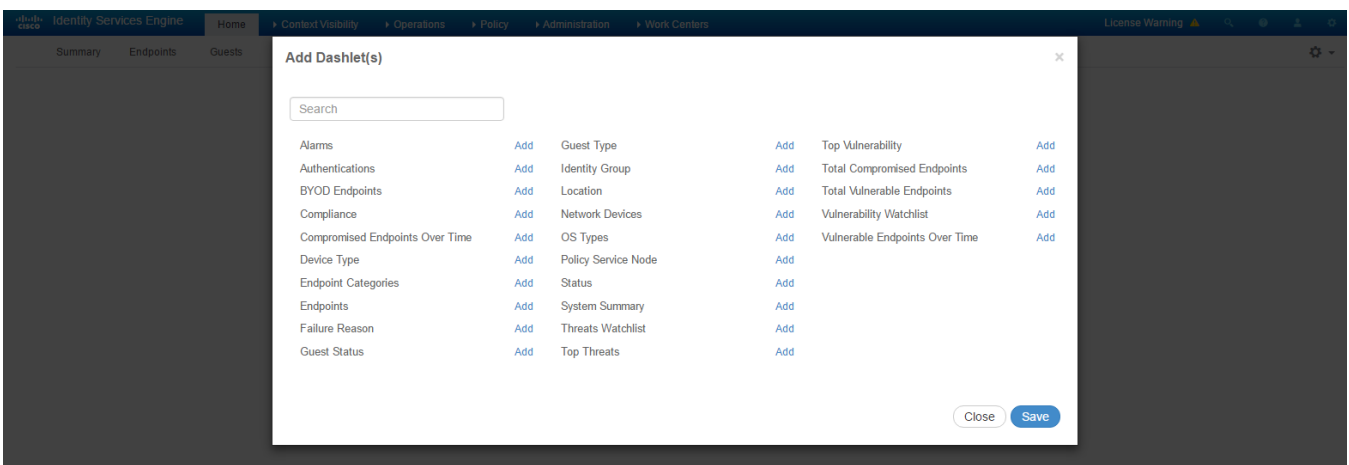 cisco Identity Services Engine Home Context Visibility Operations Policy Administration Work Centers License Warning
Summary Endpoints Guests
Add Dashlet(s)
Search
Alarms Add Guest Type Add Top Vulnerability Add
Authentications Add Identity Group Add Total Compromised Endpoints Add
BYOD Endpoints Add Location Add Total Vulnerable Endpoints Add
Compliance Add Network Devices Add Vulnerability Watchlist Add
Compromised Endpoints Over Time Add OS Types Add Vulnerable Endpoints Over Time Add
Device Type Add Policy Service Node Add
Endpoint Categories Add Status Add
Endpoints Add System Summary Add
Failure Reason Add Threats Watchlist Add
Guest Status Add Top Threats Add
Close Save